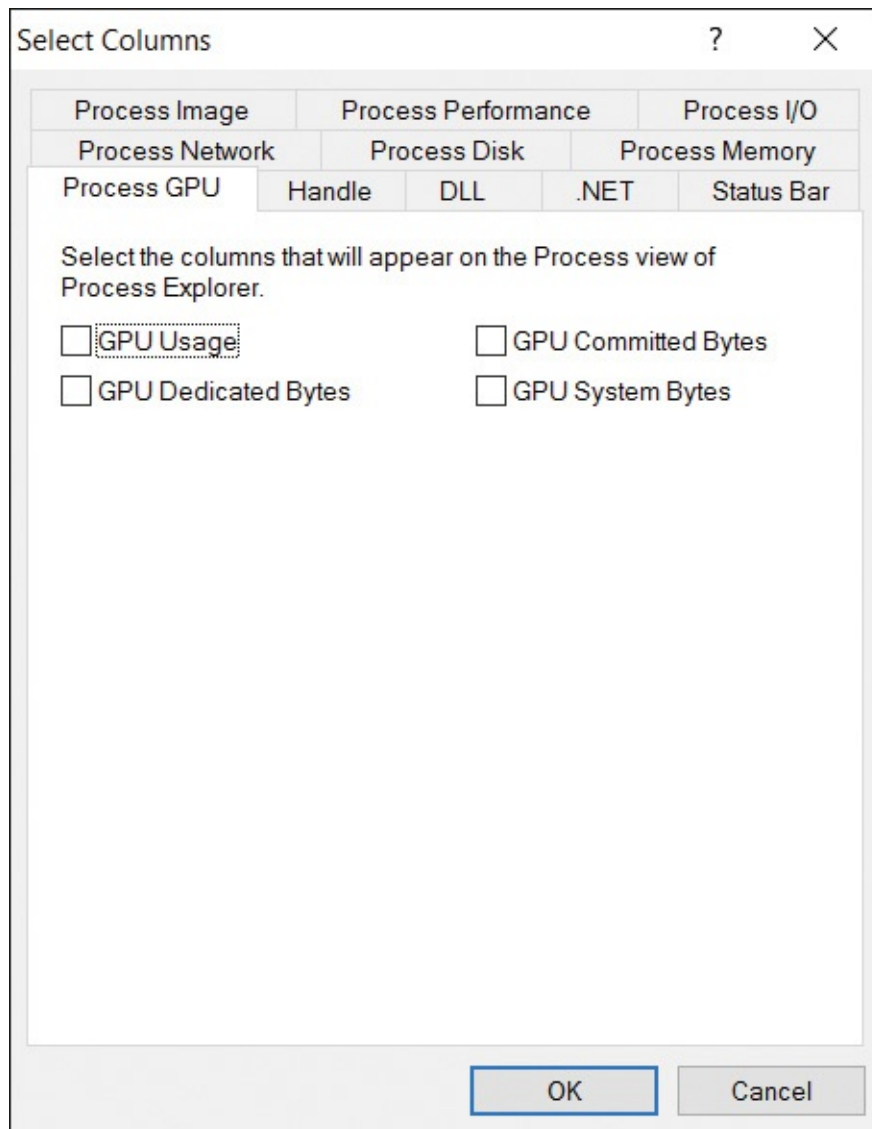 Select Columns ?
Process Image Process Performance Process I/O
Process Network Process Disk Process Memory
Process GPU Handle DLL .NET Status Bar
Select the columns that will appear on the Process view of
Process Explorer.
GPU Usage GPU Committed Bytes
GPU Dedicated Bytes GPU System Bytes
OK Cancel